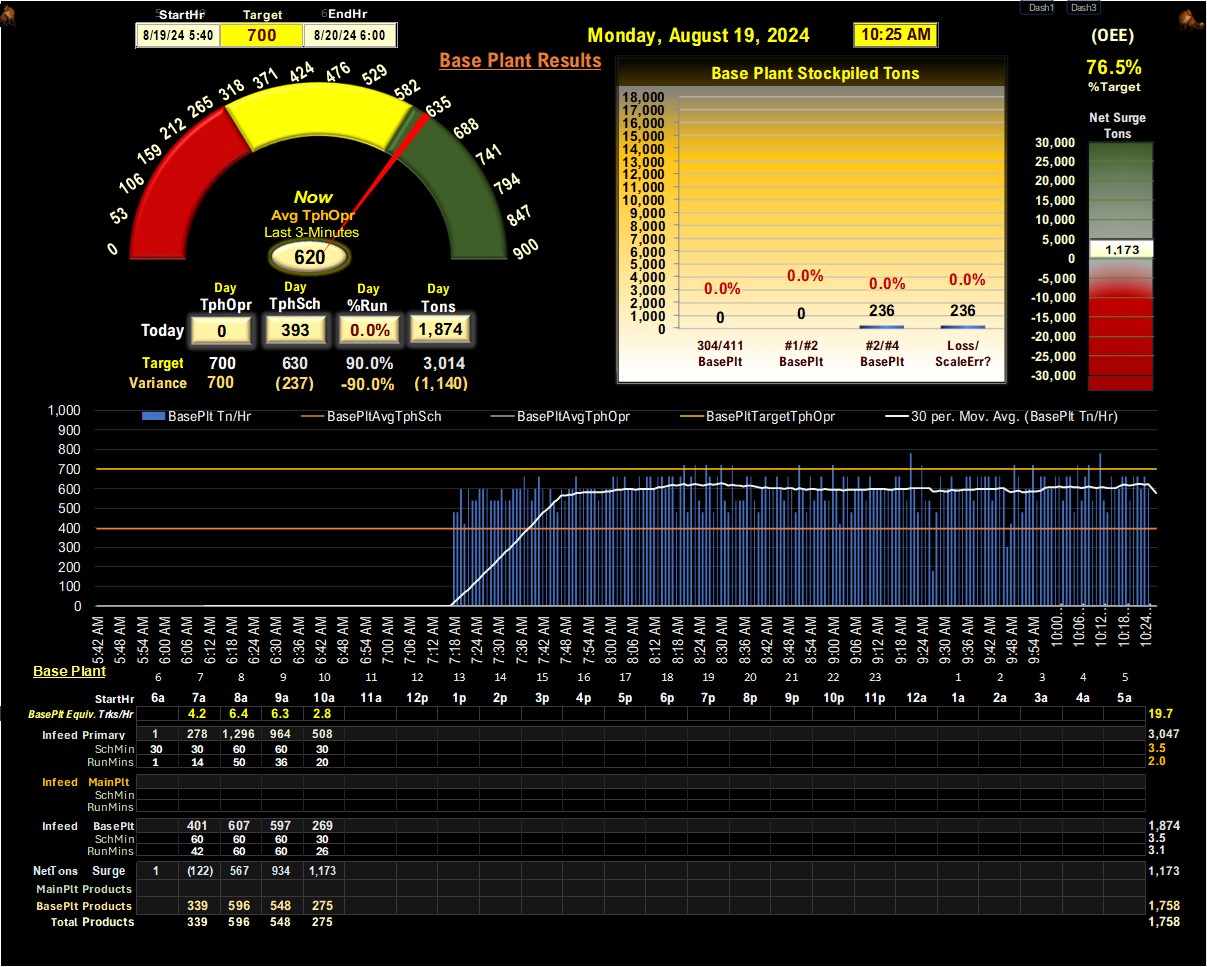 StartHr Target EndHr
8/19/24 5:40 700 8/20/24 6:00
Monday, August 19, 2024 10:25 AM
Dash1 Dash3
(OEE)
76.5%
%Target
Base Plant Results
0 53 106 159 212 265 318 371 424 476 529 582 635 688 741 794 847 900
Now
Avg TphOpr
Last 3-Minutes
620
Day Day Day Day
TphOpr TphSch %Run Tons
Today 0 393 0.0% 1,874
Target 700 630 90.0% 3,014
Variance 700 (237) -90.0% (1,140)
Base Plant Stockpiled Tons
18,000
17,000
16,000
15,000
14,000
13,000
12,000
11,000
10,000
9,000
8,000
7,000
6,000
5,000
4,000
3,000
2,000
1,000
0
0.0% 0.0% 0.0% 0.0%
0 0 236 236
304/411 #1/#2 #2/#4 Loss/
BasePlt BasePlt BasePlt ScaleErr?
Net Surge
Tons
30,000
25,000
20,000
15,000
10,000
5,000
1,173
0
-5,000
-10,000
-15,000
-20,000
-25,000
-30,000
BasePlt Tn/Hr BasePltAvgTphSch BasePltAvgTphOpr BasePltTargetTphOpr 30 per. Mov. Avg. (BasePlt Tn/Hr)
1,000
900
800
700
600
500
400
300
200
100
0
5:42 AM 5:48 AM 5:54 AM 6:00 AM 6:06 AM 6:12 AM 6:18 AM 6:24 AM 6:30 AM 6:36 AM 6:42 AM 6:48 AM 6:54 AM 7:00 AM 7:06 AM 7:12 AM 7:18 AM 7:24 AM 7:30 AM 7:36 AM 7:42 AM 7:48 AM 7:54 AM 8:00 AM 8:06 AM 8:12 AM 8:18 AM 8:24 AM 8:30 AM 8:36 AM 8:42 AM 8:48 AM 8:54 AM 9:00 AM 9:06 AM 9:12 AM 9:18 AM 9:24 AM 9:30 AM 9:36 AM 9:42 AM 9:48 AM 9:54 AM 10:00... 10:06... 10:12... 10:18... 10:24...
Base Plant
6 7 8 9 10 11 12 13 14 15 16 17 18 19 20 21 22 23 1 2 3 4 5
StartHr 6a 7a 8a 9a 10a 11a 12p 1p 2p 3p 4p 5p 6p 7p 8p 9p 10p 11p 12a 1a 2a 3a 4a 5a
BasePlt Equiv. Trks/Hr 4.2 6.4 6.3 2.8 19.7
Infeed Primary 1 278 1,296 964 508 3,047
SchMin 30 30 60 60 30 3.5
RunMins 1 14 50 36 20 2.0
Infeed MainPlt
SchMin
RunMins
Infeed BasePlt 401 607 597 269 1,874
SchMin 60 60 60 30 3.5
RunMins 42 60 60 26 3.1
NetTons Surge 1 (122) 567 934 1,173 1,173
MainPlt Products
BasePlt Products 339 596 548 275 1,758
Total Products 339 596 548 275 1,758